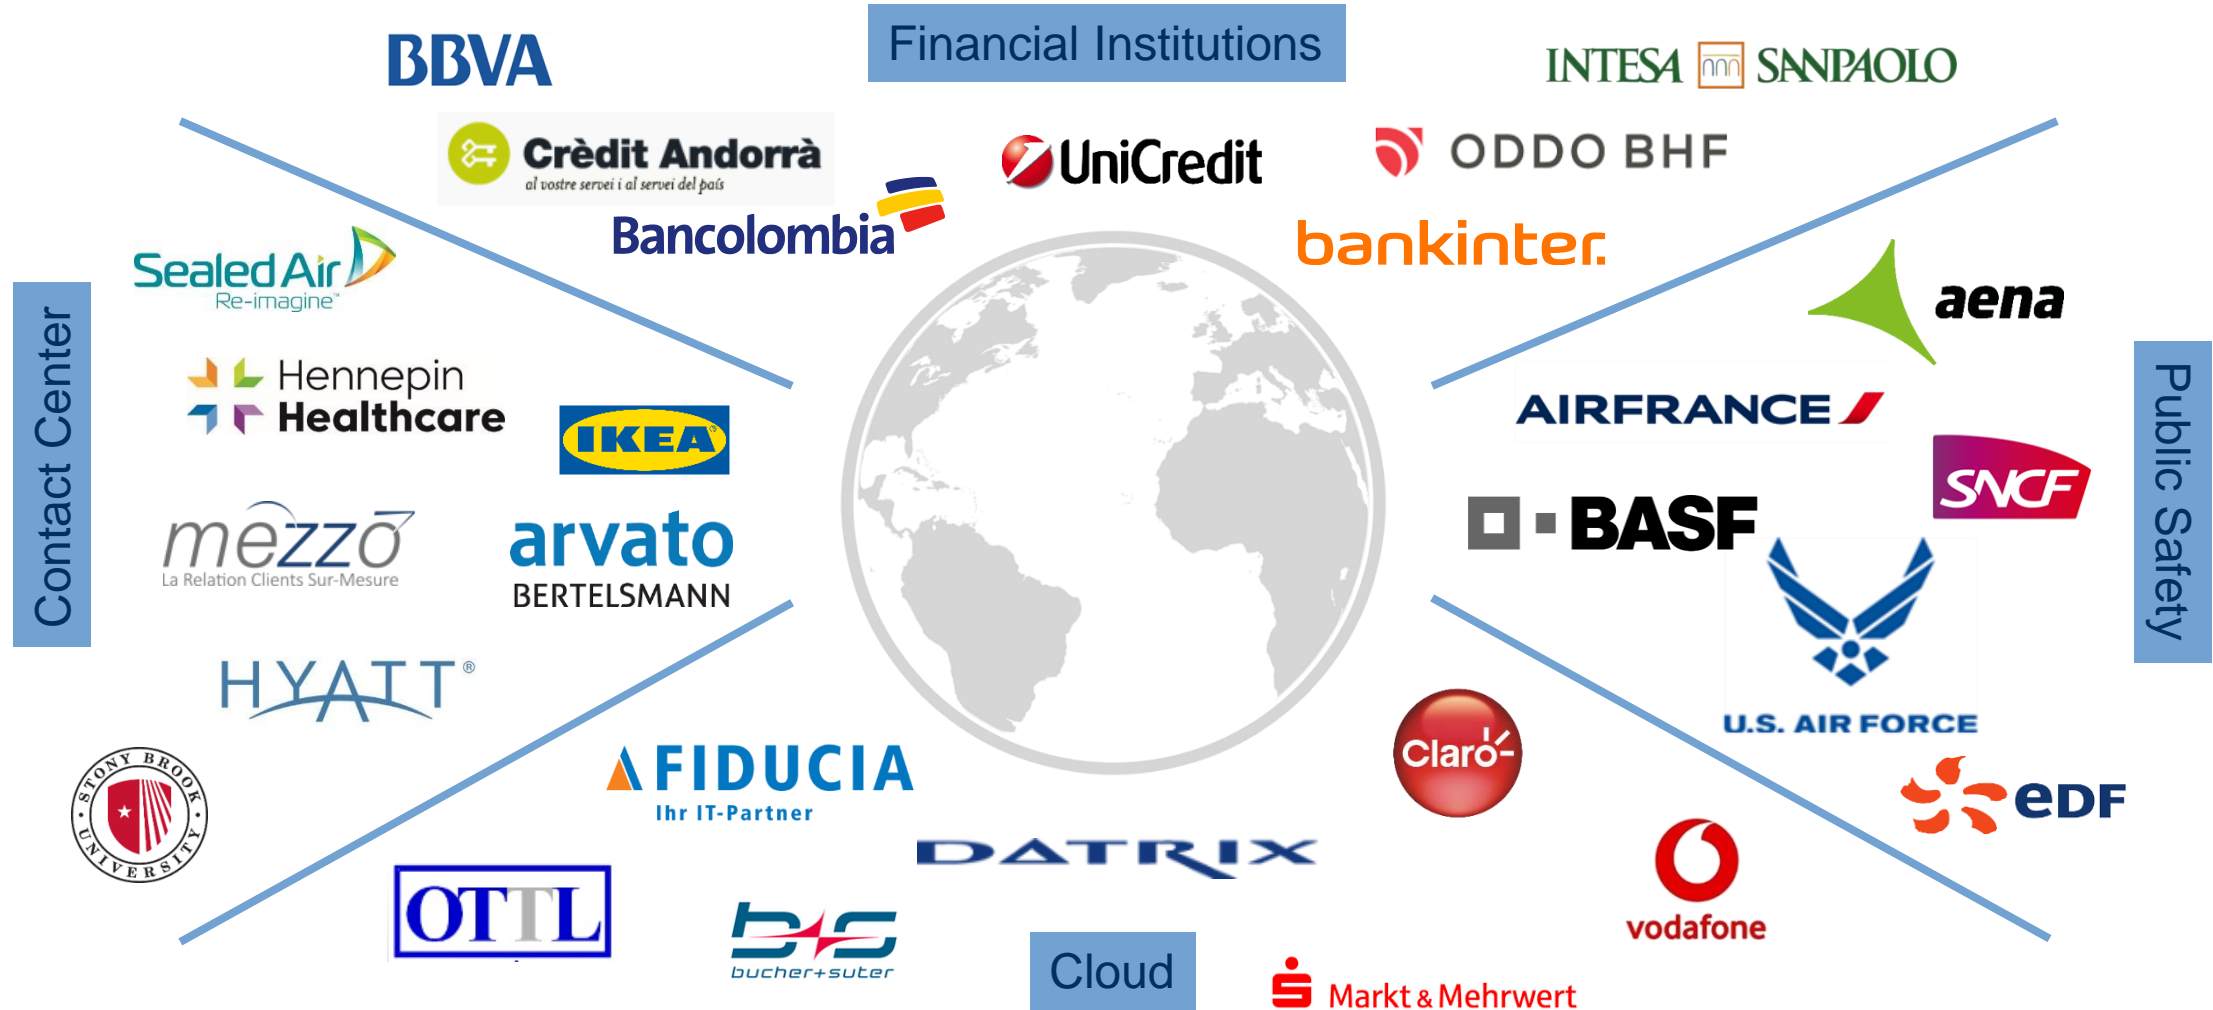 Financial Institutions
BBVA
INTESA SANPAOLO
Crèdit Andorrà
al vostre servei i al servei del país
UniCredit
ODDO BHF
Bancolombia
bankinter.
Contact Center
Sealed Air
Re-imagine™
Hennepin
Healthcare
IKEA®
mezzo
La Relation Clients Sur-Mesure
arvato
BERTELSMANN
HYATT®
STONY BROOK
UNIVERSITY
Public Safety
aena
AIRFRANCE
SNCF
BASF
U.S. AIR FORCE
eDF
FIDUCIA
Ihr IT-Partner
Claro
DATRIX
vodafone
OTTL
b+s
bucher+suter
Cloud
S Markt & Mehrwert